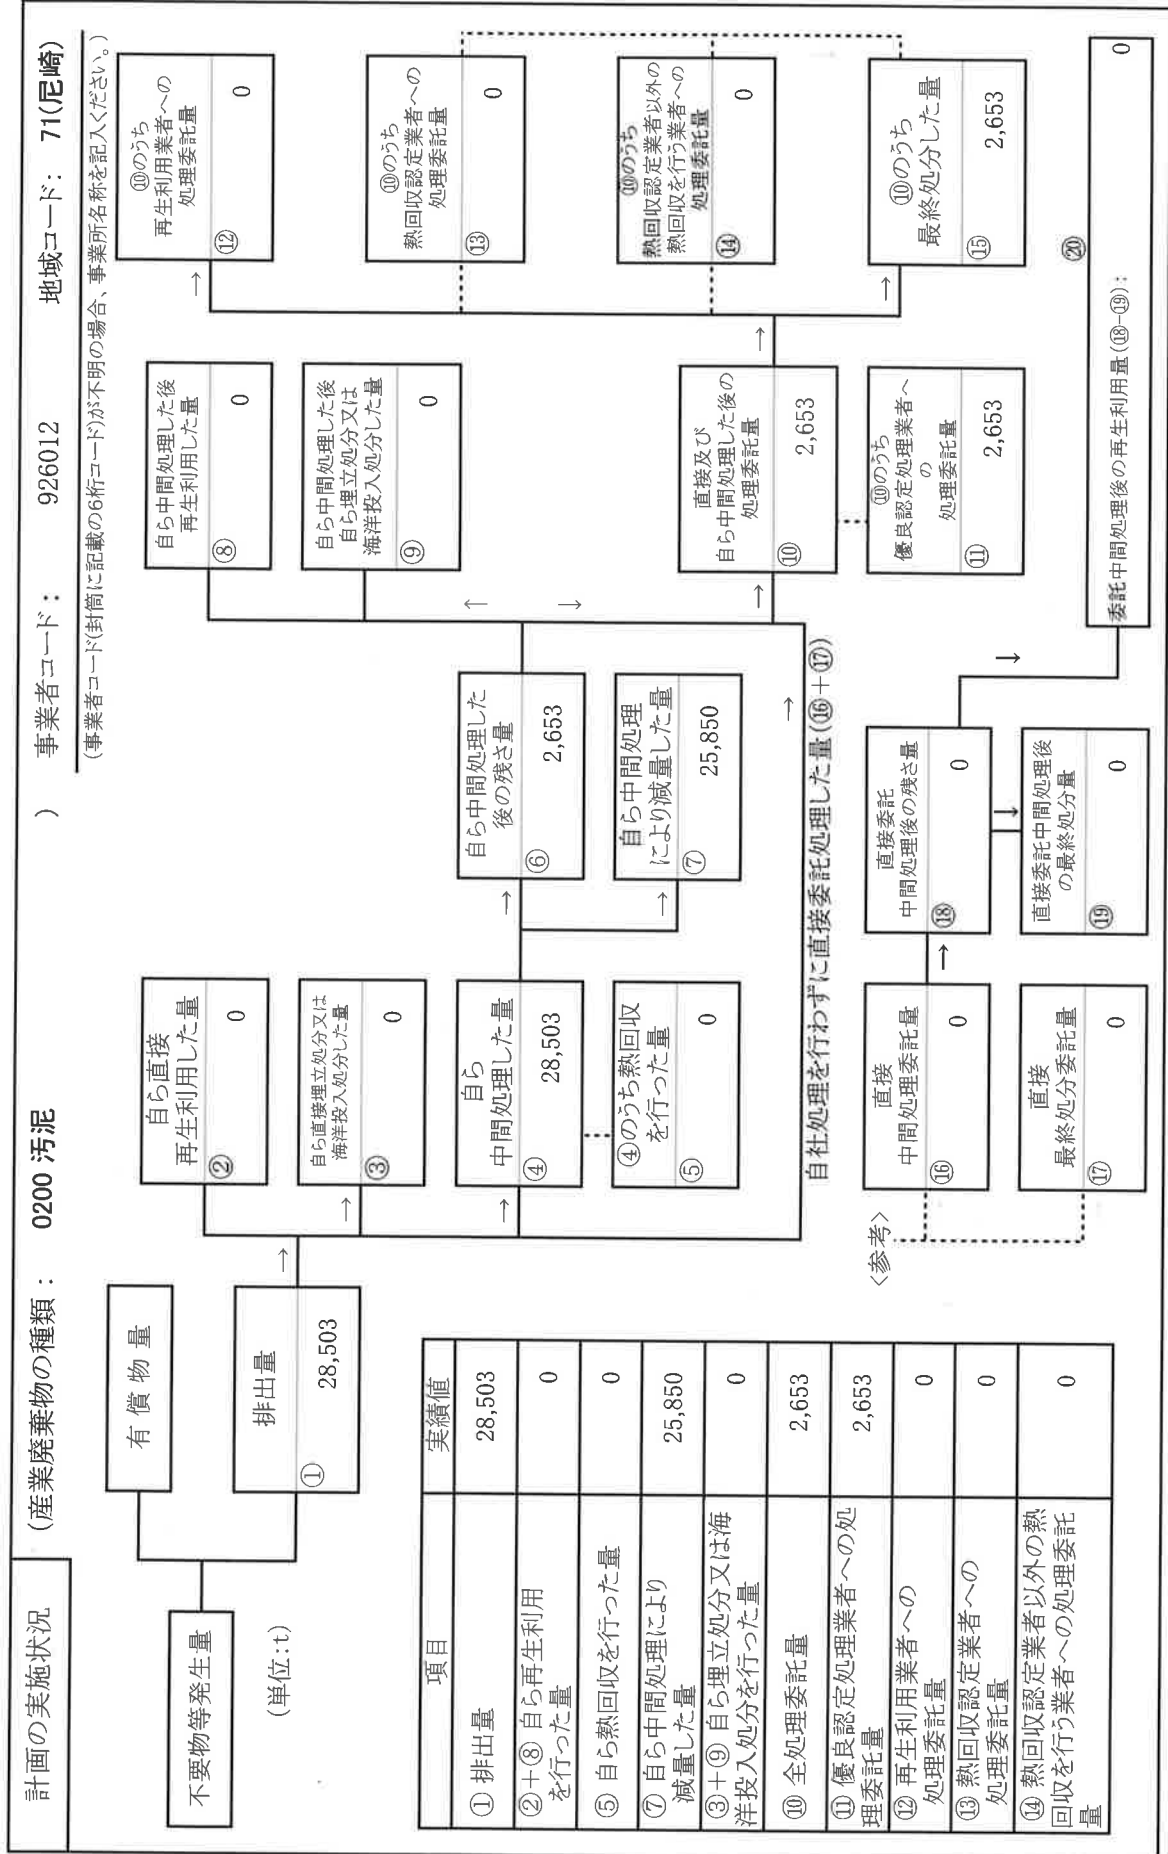 計画の実施状況
(産業廃棄物の種類： 0200 汚泥 ) 事業者コード： 926012 地域コード： 71(尼崎)
(事業者コード(封筒に記載の6桁コード)が不明の場合、事業所名称を記入ください。)
不要物等発生量
(単位:t)
有償物量
排出量
① 28,503
自ら直接
再生利用した量
② 0
自ら直接埋立処分又は
海洋投入処分した量
③ 0
自ら
中間処理した量
④ 28,503
④のうち熱回収
を行った量
⑤ 0
自ら中間処理した
後の残さ量
⑥ 2,653
自ら中間処理
により減量した量
⑦ 25,850
自ら中間処理した後
再生利用した量
⑧ 0
自ら中間処理した後
自ら埋立処分又は
海洋投入処分した量
⑨ 0
直接及び
自ら中間処理した後の
処理委託量
⑩ 2,653
⑩のうち
優良認定処理業者へ
の
処理委託量
⑪ 2,653
⑩のうち
再生利用業者への
処理委託量
⑫ 0
⑩のうち
熱回収認定業者への
処理委託量
⑬ 0
⑩のうち
熱回収認定業者以外の
熱回収を行う業者への
処理委託量
⑭ 0
⑩のうち
最終処分した量
⑮ 2,653
自社処理を行わずに直接委託処理した量(⑯+⑰)
<参考>
直接
中間処理委託量
⑯ 0
直接
最終処分委託量
⑰ 0
直接委託
中間処理後の残さ量
⑱ 0
直接委託中間処理後
の最終処分量
⑲ 0
⑳
委託中間処理後の再生利用量(⑱-⑲)： 0
項目 実績値
① 排出量 28,503
②+⑧ 自ら再生利用
を行った量 0
⑤ 自ら熱回収を行った量 0
⑦ 自ら中間処理により
減量した量 25,850
③+⑨ 自ら埋立処分又は海
洋投入処分を行った量 0
⑩ 全処理委託量 2,653
⑪ 優良認定処理業者への処
理委託量 2,653
⑫ 再生利用業者への
処理委託量 0
⑬ 熱回収認定業者への
処理委託量 0
⑭ 熱回収認定業者以外の熱
回収を行う業者への処理委託
量 0